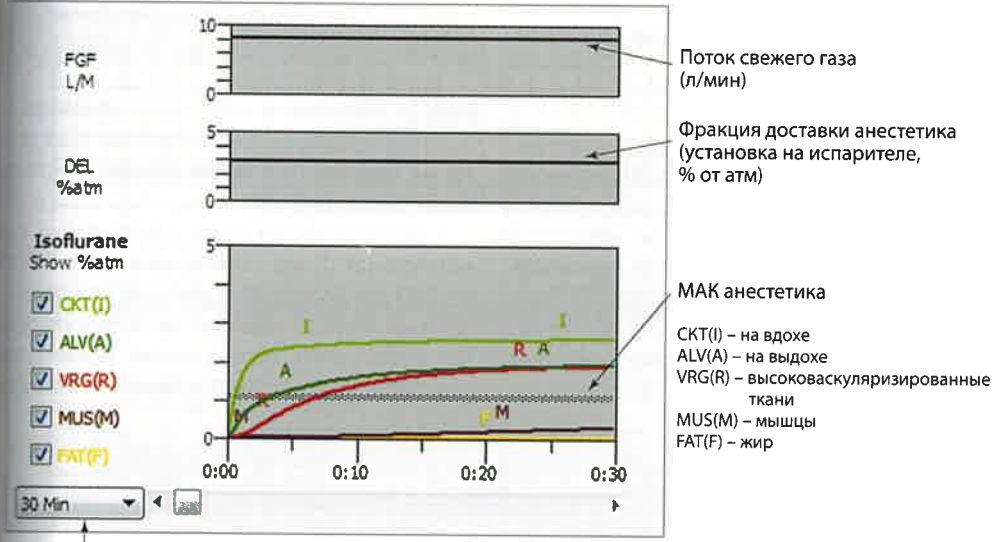 10
FGF
L/M
0
Поток свежего газа
(л/мин)
5
DEL
%atm
0
Фракция доставки анестетика
(установка на испарителе,
% от атм)
Isoflurane
Show %atm
CKT(I)
ALV(A)
VRG(R)
MUS(M)
FAT(F)
5
0
I
I
A
R A
R
M
F M
0:00
0:10
0:20
0:30
МАК анестетика
CKT(I) – на вдохе
ALV(A) – на выдохе
VRG(R) – высоковаскуляризированные
ткани
MUS(M) – мышцы
FAT(F) – жир
30 Min